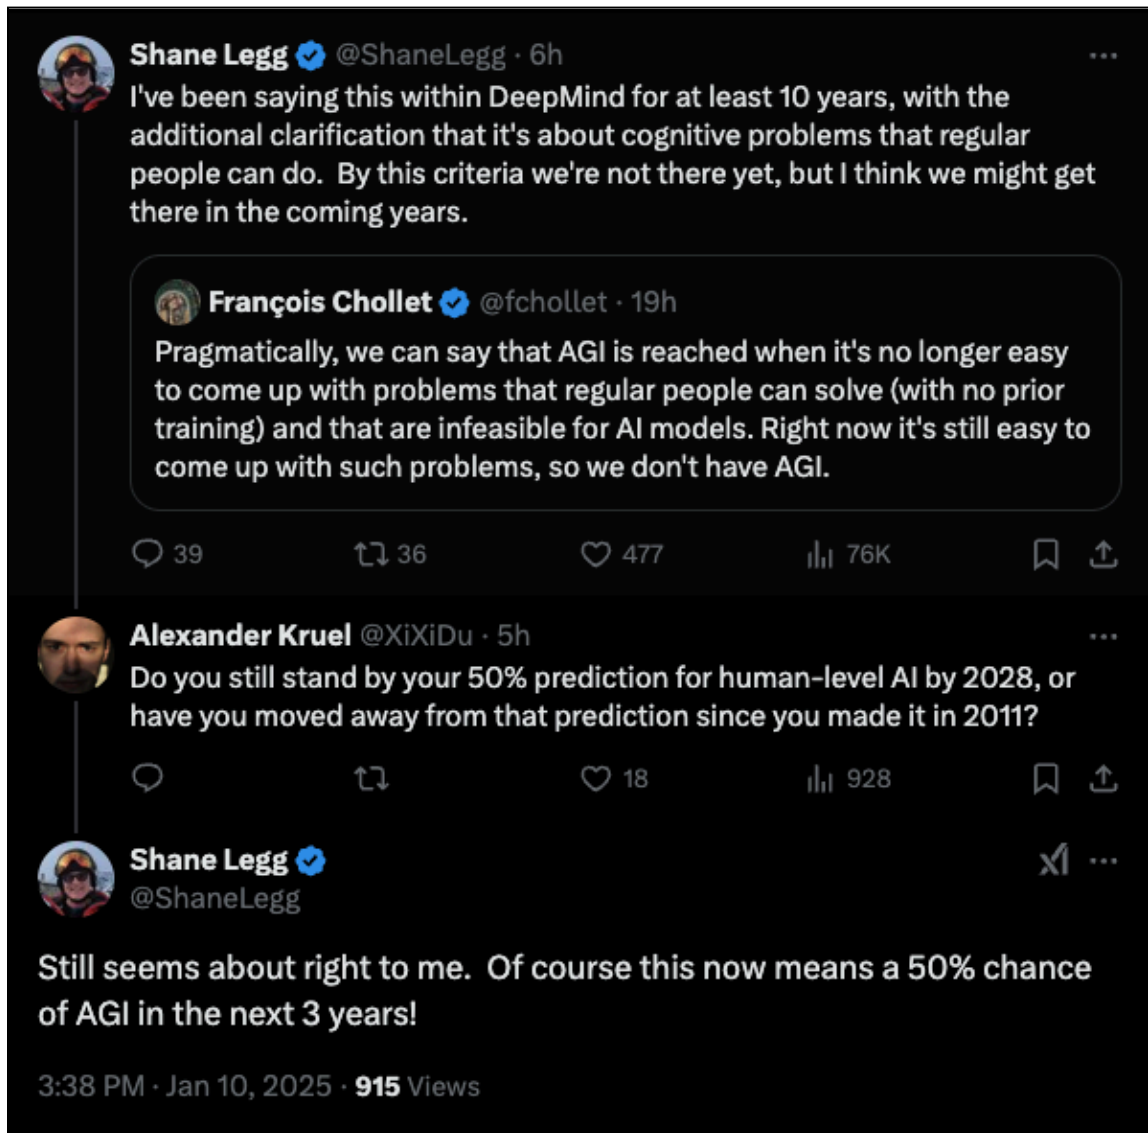 Shane Legg @ShaneLegg · 6h
I've been saying this within DeepMind for at least 10 years, with the
additional clarification that it's about cognitive problems that regular
people can do.  By this criteria we're not there yet, but I think we might get
there in the coming years.
François Chollet @fchollet · 19h
Pragmatically, we can say that AGI is reached when it's no longer easy
to come up with problems that regular people can solve (with no prior
training) and that are infeasible for AI models. Right now it's still easy to
come up with such problems, so we don't have AGI.
39 36 477 76K
Alexander Kruel @XiXiDu · 5h
Do you still stand by your 50% prediction for human-level AI by 2028, or
have you moved away from that prediction since you made it in 2011?
18 928
Shane Legg
@ShaneLegg
Still seems about right to me.  Of course this now means a 50% chance
of AGI in the next 3 years!
3:38 PM · Jan 10, 2025 · 915 Views